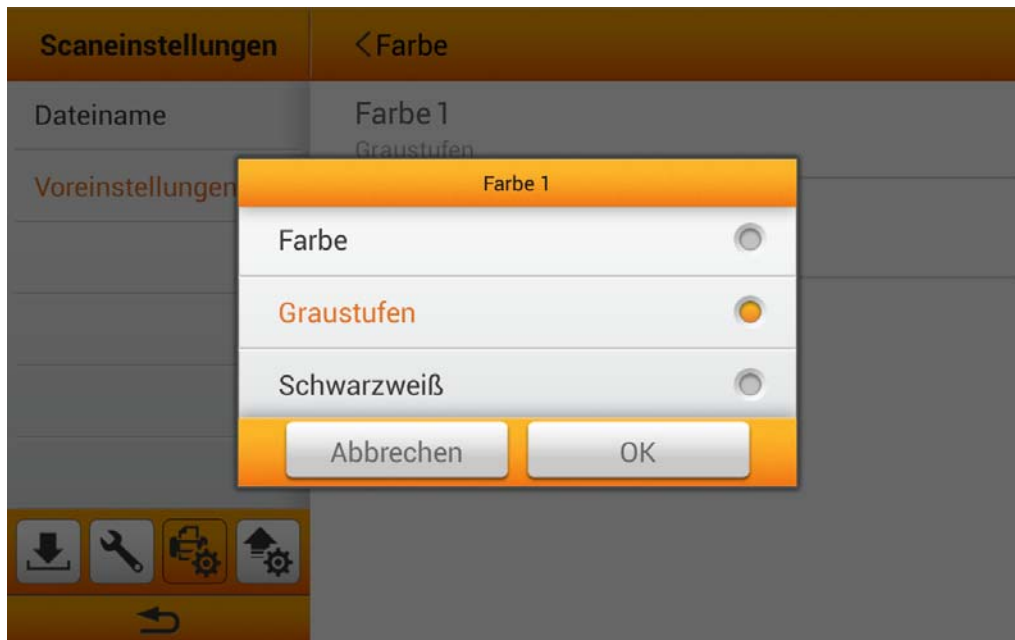 Scaneinstellungen
<Farbe
Dateiname
Voreinstellungen
Farbe 1
Graustufen
Farbe 1
Farbe
Graustufen
Schwarzweiß
Abbrechen
OK